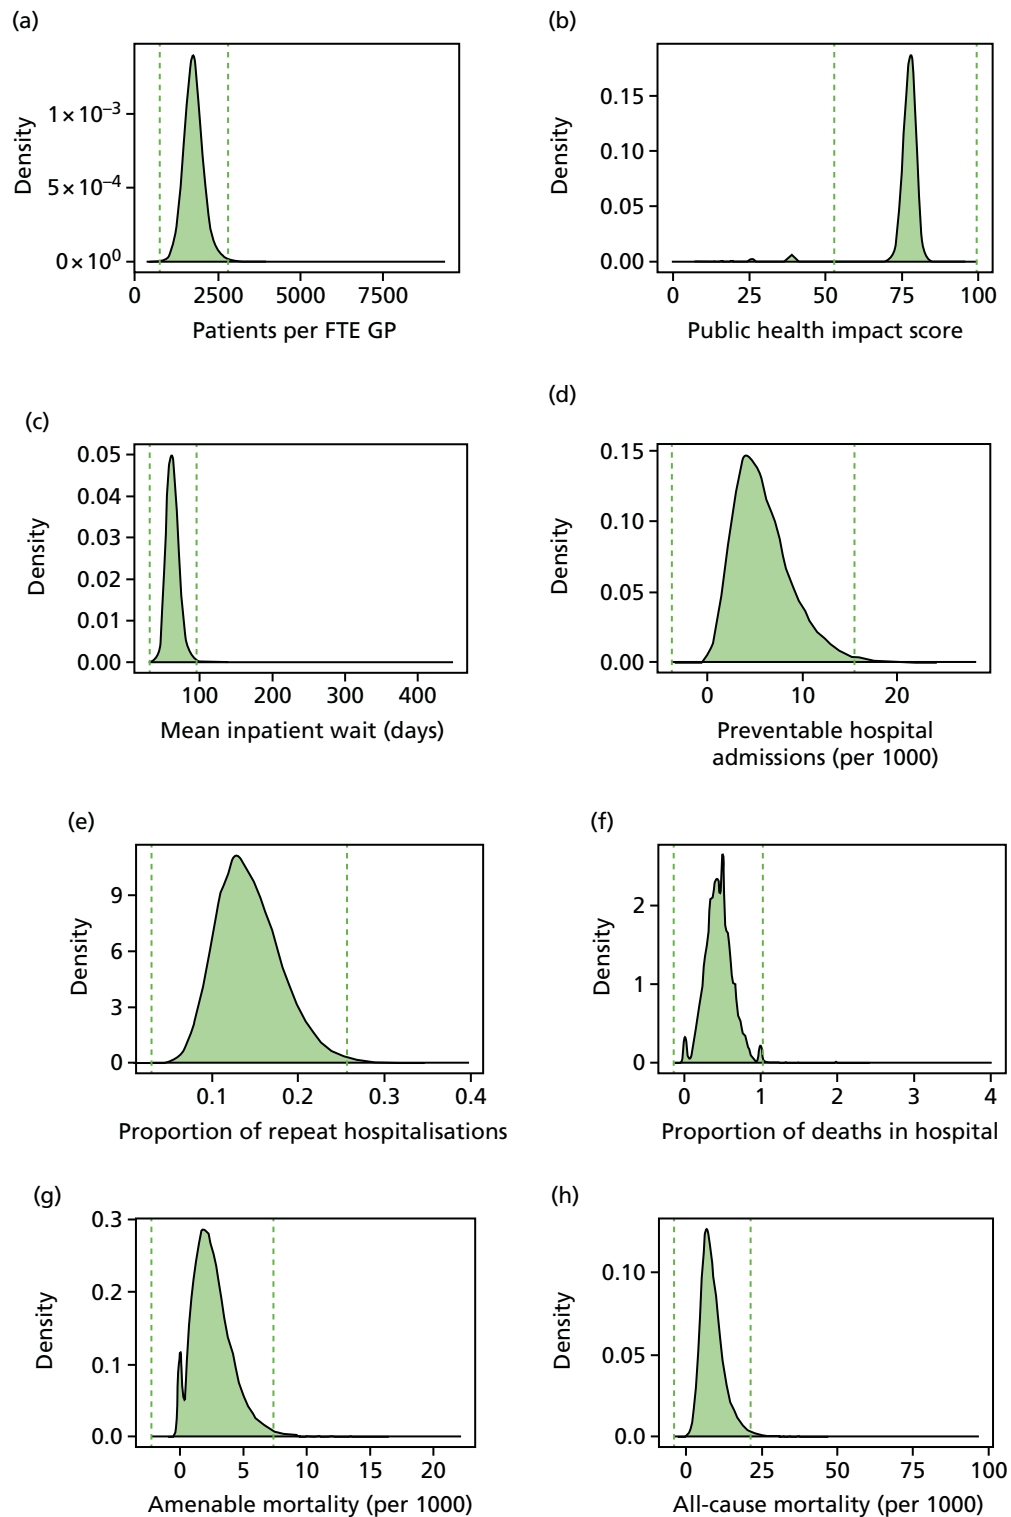 (a)
Density
1×10⁻³
5×10⁻⁴
0×10⁰
0 2500 5000 7500
Patients per FTE GP
(b)
Density
0.15
0.10
0.05
0.00
0 25 50 75 100
Public health impact score
(c)
Density
0.05
0.04
0.03
0.02
0.01
0.00
100 200 300 400
Mean inpatient wait (days)
(d)
Density
0.15
0.10
0.05
0.00
0 10 20
Preventable hospital
admissions (per 1000)
(e)
Density
9
6
3
0
0.1 0.2 0.3 0.4
Proportion of repeat hospitalisations
(f)
Density
2
1
0
0 1 2 3 4
Proportion of deaths in hospital
(g)
Density
0.3
0.2
0.1
0.0
0 5 10 15 20
Amenable mortality (per 1000)
(h)
Density
0.10
0.05
0.0
0 25 50 75 100
All-cause mortality (per 1000)